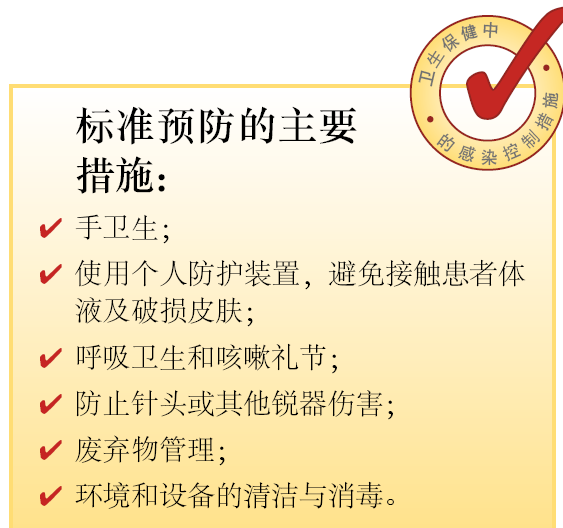 卫生保健中
的感染控制措施
标准预防的主要
措施：
手卫生；
使用个人防护装置，避免接触患者体
液及破损皮肤；
呼吸卫生和咳嗽礼节；
防止针头或其他锐器伤害；
废弃物管理；
环境和设备的清洁与消毒。